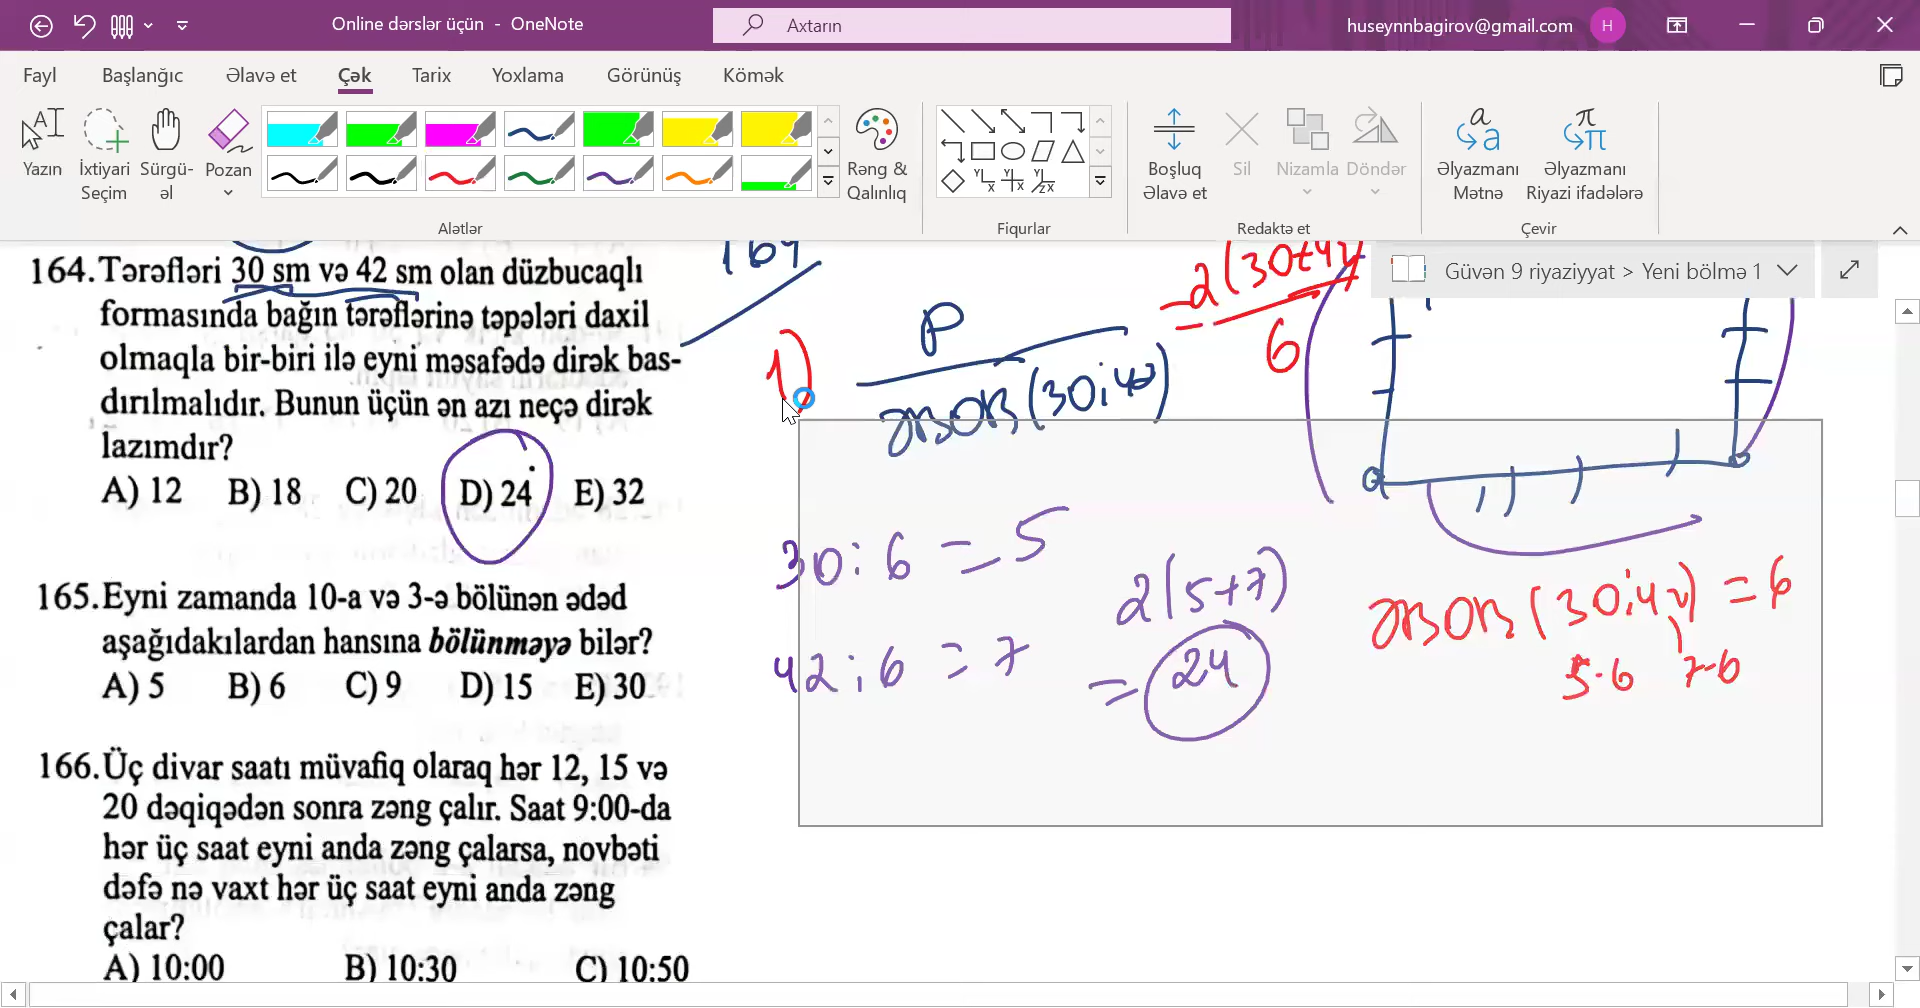 Online dərslər üçün - OneNote
Axtarın
huseynnbagirov@gmail.com
H
Fayl Başlanğıc Əlavə et Çək Tarix Yoxlama Görünüş Kömək
Yazın
İxtiyari Seçim
Sürgü-əl
Pozan
Rəng & Qalınlıq
Boşluq Əlavə et
Sil
Nizamla
Döndər
Əlyazmanı Mətnə
Əlyazmanı Riyazi ifadələrə
Alətlər
Fiqurlar
Redaktə et
Çevir
Güvən 9 riyaziyyat > Yeni bölmə 1
164. Tərəfləri 30 sm və 42 sm olan düzbucaqlı
formasında bağın tərəflərinə təpələri daxil
olmaqla bir-biri ilə eyni məsafədə dirək bas-
dırılmalıdır. Bunun üçün ən azı neçə dirək
lazımdır?
A) 12 B) 18 C) 20 D) 24 E) 32
165. Eyni zamanda 10-a və 3-ə bölünən ədəd
aşağıdakılardan hansına bölünməyə bilər?
A) 5 B) 6 C) 9 D) 15 E) 30
166. Üç divar saatı müvafiq olaraq hər 12, 15 və
20 dəqiqədən sonra zəng çalır. Saat 9:00-da
hər üç saat eyni anda zəng çalarsa, novbəti
dəfə nə vaxt hər üç saat eyni anda zəng
çalar?
A) 10:00 B) 10:30 C) 10:50
164
1)
P
ƏBOB(30;42)
= 2(30+42)
6
30:6 = 5
42:6 = 7
2(5+7)
= 24
ƏBOB(30;42) = 6
5·6 7·6